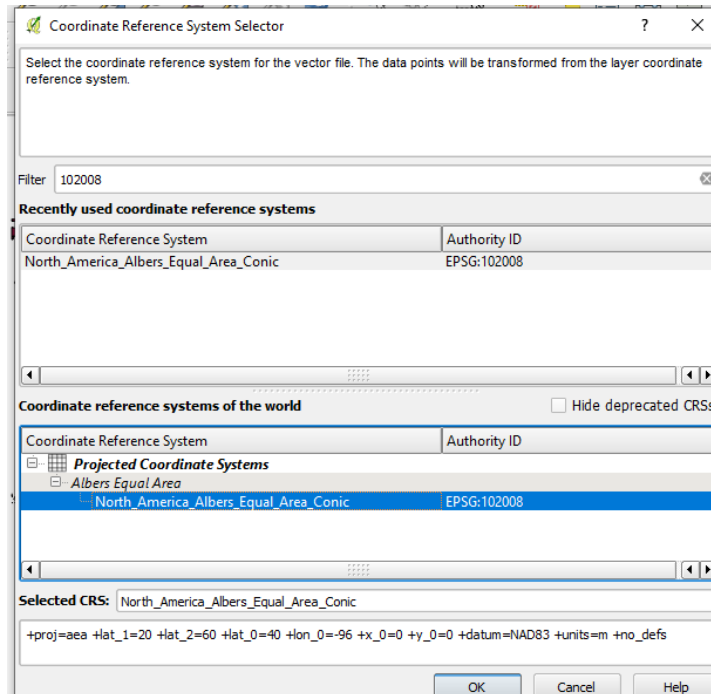 Coordinate Reference System Selector ? X
Select the coordinate reference system for the vector file. The data points will be transformed from the layer coordinate
reference system.
Filter 102008
Recently used coordinate reference systems
Coordinate Reference System Authority ID
North_America_Albers_Equal_Area_Conic EPSG:102008
Coordinate reference systems of the world Hide deprecated CRSs
Coordinate Reference System Authority ID
Projected Coordinate Systems
Albers Equal Area
North_America_Albers_Equal_Area_Conic EPSG:102008
Selected CRS: North_America_Albers_Equal_Area_Conic
+proj=aea +lat_1=20 +lat_2=60 +lat_0=40 +lon_0=-96 +x_0=0 +y_0=0 +datum=NAD83 +units=m +no_defs
OK Cancel Help